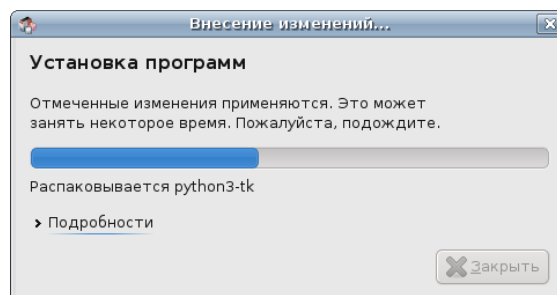 Внесение изменений...
Установка программ
Отмеченные изменения применяются. Это может
занять некоторое время. Пожалуйста, подождите.
Распаковывается python3-tk
Подробности
Закрыть